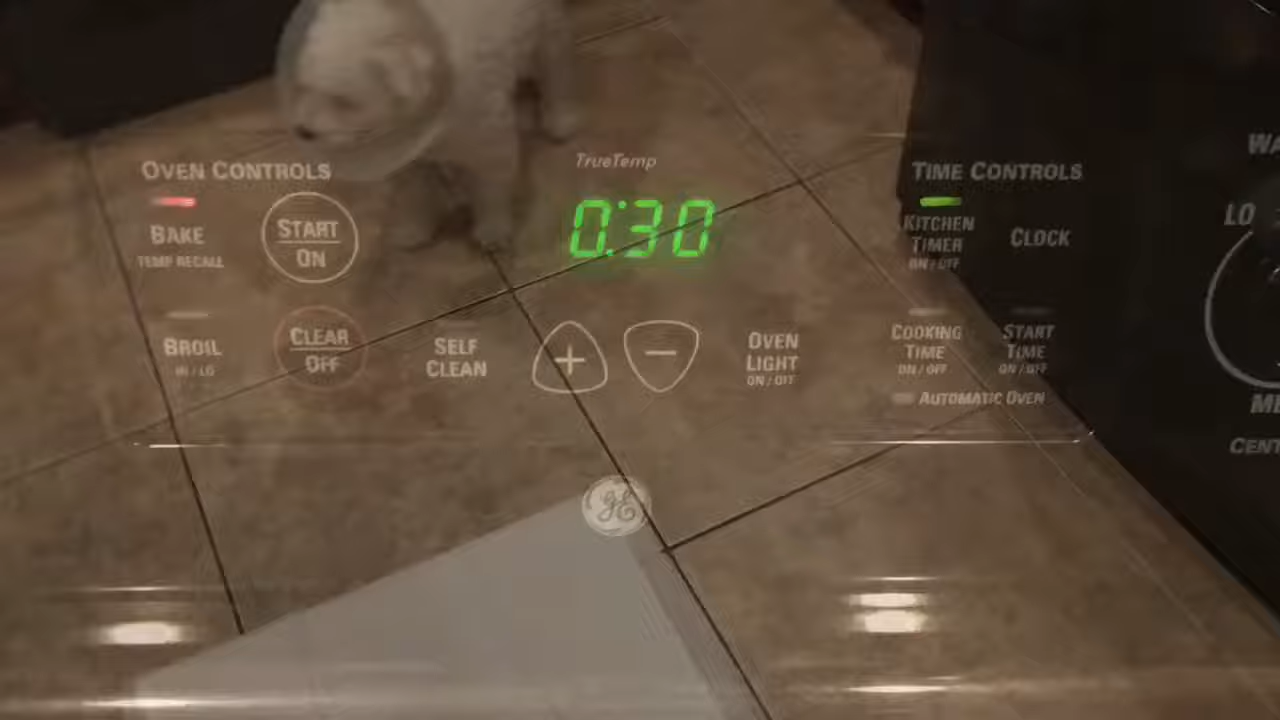 OVEN CONTROLS
TrueTemp
TIME CONTROLS
BAKE
TEMP RECALL
START
ON
0:30
KITCHEN
TIMER
ON/OFF
CLOCK
LO
BROIL
HI/LO
CLEAR
OFF
SELF
CLEAN
+
−
OVEN
LIGHT
ON/OFF
COOKING
TIME
ON/OFF
START
TIME
ON/OFF
AUTOMATIC OVEN
GE